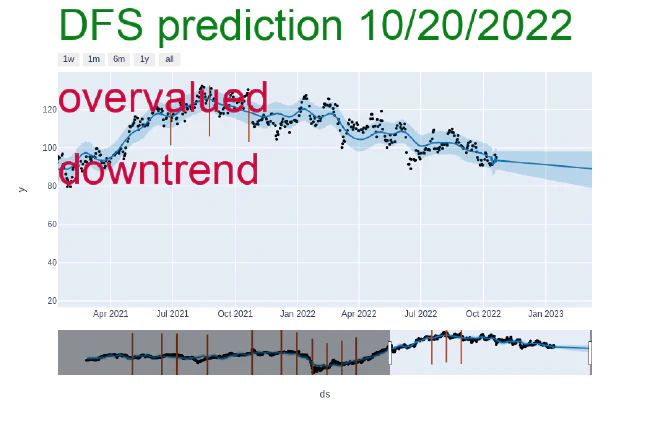 DFS prediction 10/20/2022
1w 1m 6m 1y all
overvalued
downtrend
120
100
80
60
40
20
y
Apr 2021 Jul 2021 Oct 2021 Jan 2022 Apr 2022 Jul 2022 Oct 2022 Jan 2023
ds